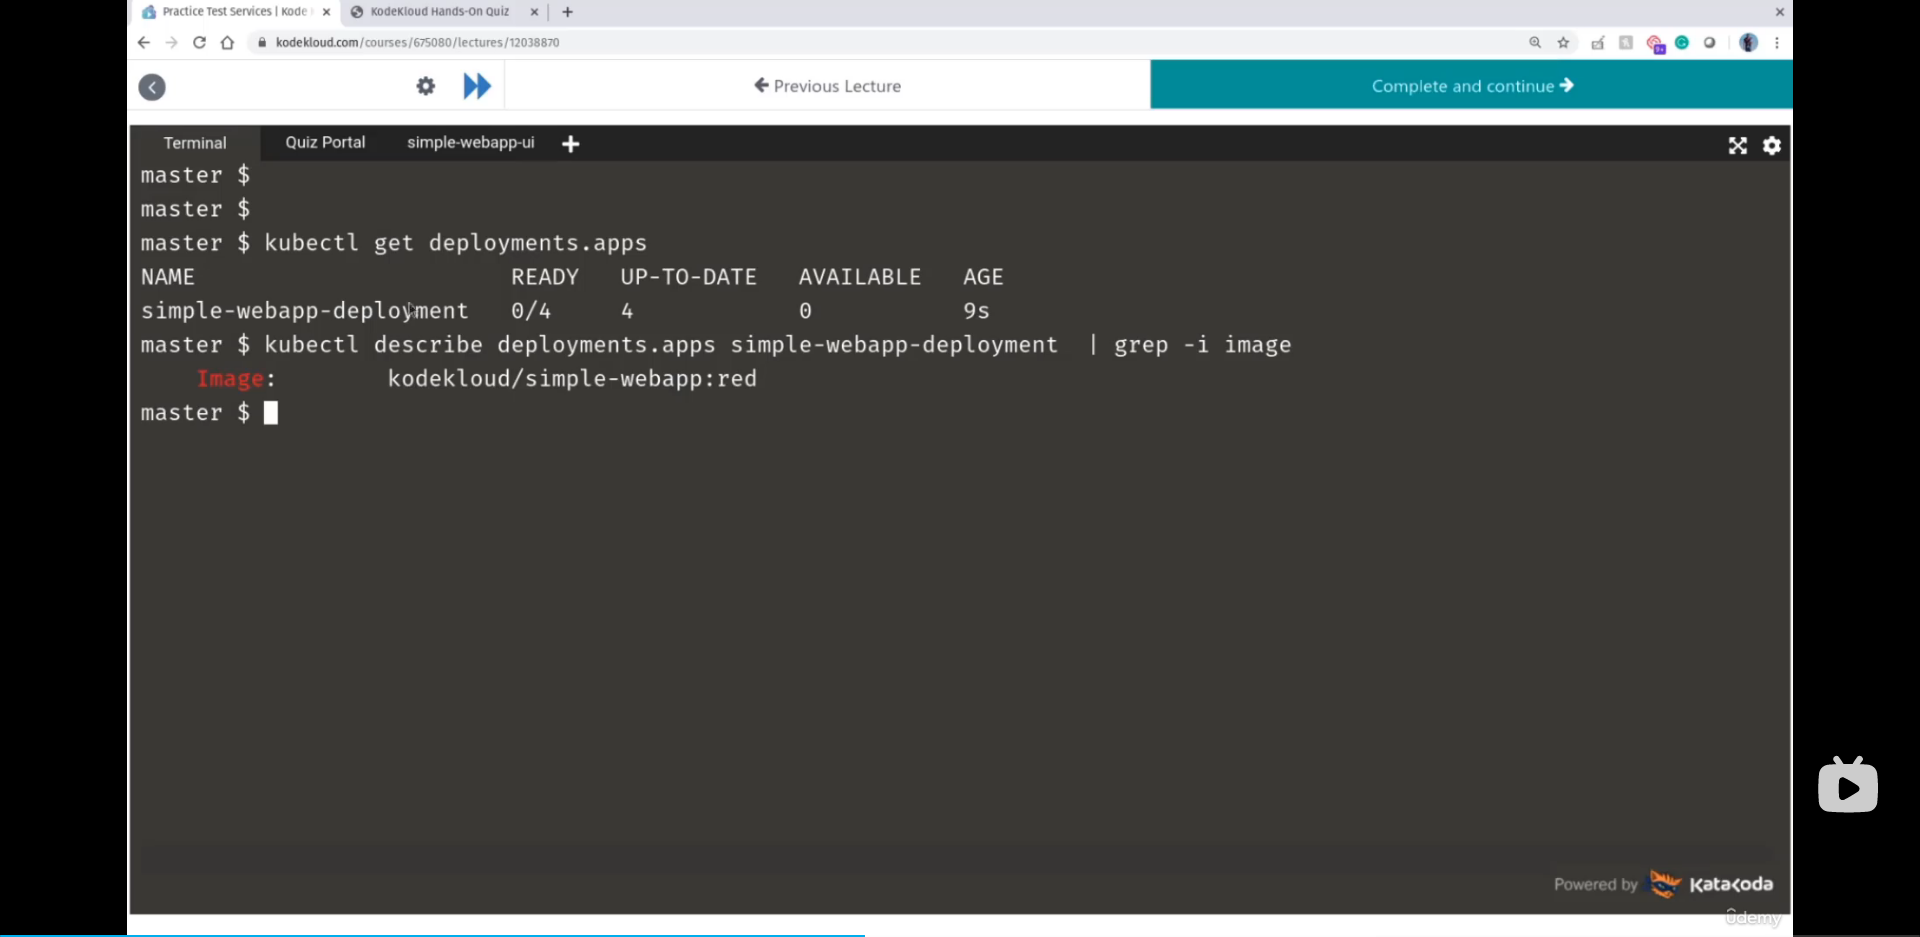 Practice Test Services | Kode
KodeKloud Hands-On Quiz
kodekloud.com/courses/675080/lectures/12038870
Previous Lecture
Complete and continue
Terminal
Quiz Portal
simple-webapp-ui
master $
master $
master $ kubectl get deployments.apps
NAME READY UP-TO-DATE AVAILABLE AGE
simple-webapp-deployment 0/4 4 0 9s
master $ kubectl describe deployments.apps simple-webapp-deployment | grep -i image
Image: kodekloud/simple-webapp:red
master $
Powered by Katacoda
ûdemy